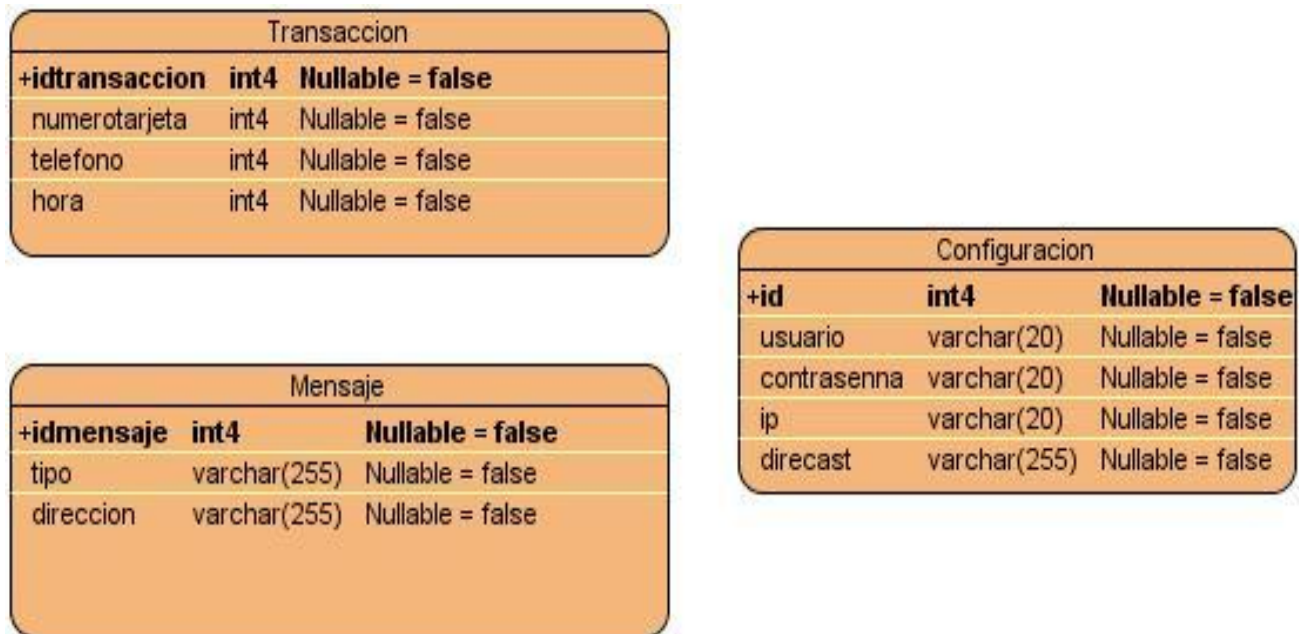 Transaccion
+idtransaccion int4 Nullable = false
numerotarjeta int4 Nullable = false
telefono int4 Nullable = false
hora int4 Nullable = false
Configuracion
+id int4 Nullable = false
usuario varchar(20) Nullable = false
contrasenna varchar(20) Nullable = false
ip varchar(20) Nullable = false
direcast varchar(255) Nullable = false
Mensaje
+idmensaje int4 Nullable = false
tipo varchar(255) Nullable = false
direccion varchar(255) Nullable = false